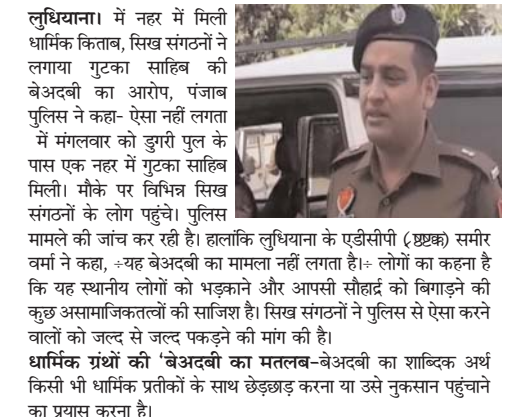 लुधियाना। में नहर में मिली
धार्मिक किताब, सिख संगठनों ने
लगाया गुटका साहिब की
बेअदबी का आरोप, पंजाब
पुलिस ने कहा- ऐसा नहीं लगता
में मंगलवार को डुगरी पुल के
पास एक नहर में गुटका साहिब
मिली। मौके पर विभिन्न सिख
संगठनों के लोग पहुंचे। पुलिस
मामले की जांच कर रही है। हालांकि लुधियाना के एडीसीपी (ष्ठष्टक्क) समीर
वर्मा ने कहा, ÷यह बेअदबी का मामला नहीं लगता है।÷ लोगों का कहना है
कि यह स्थानीय लोगों को भड़काने और आपसी सौहार्द्र को बिगाड़ने की
कुछ असामाजिकतत्वों की साजिश है। सिख संगठनों ने पुलिस से ऐसा करने
वालों को जल्द से जल्द पकड़ने की मांग की है।
धार्मिक ग्रंथों की ‘बेअदबी का मतलब-बेअदबी का शाब्दिक अर्थ
किसी भी धार्मिक प्रतीकों के साथ छेड़छाड़ करना या उसे नुकसान पहुंचाने
का प्रयास करना है।